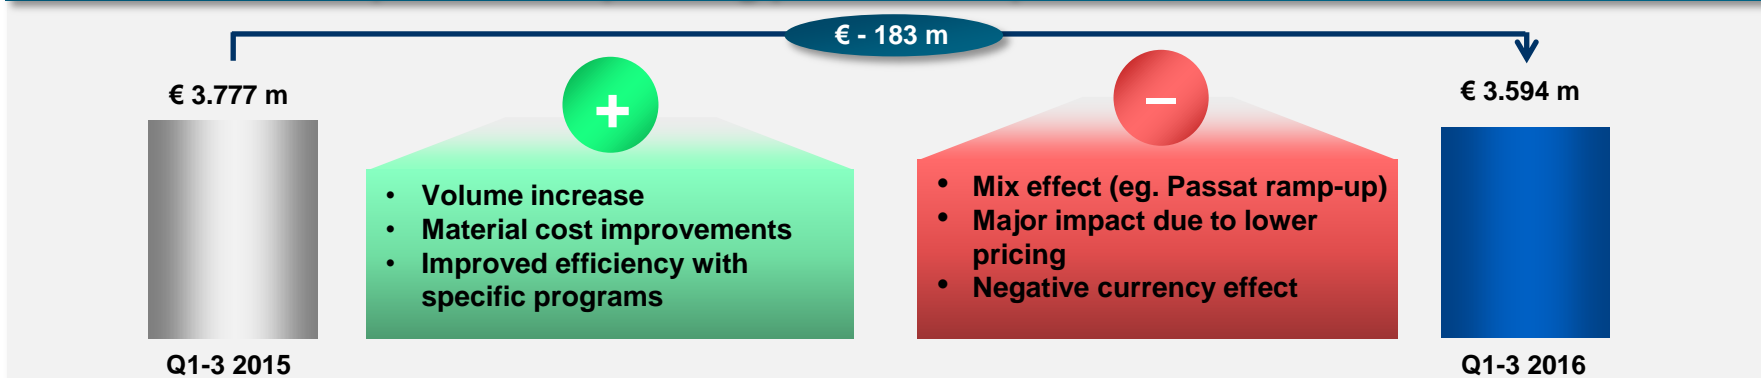 € - 183 m
€ 3.777 m
+
–
€ 3.594 m
• Volume increase
• Material cost improvements
• Improved efficiency with
specific programs
• Mix effect (eg. Passat ramp-up)
• Major impact due to lower
pricing
• Negative currency effect
Q1-3 2015
Q1-3 2016